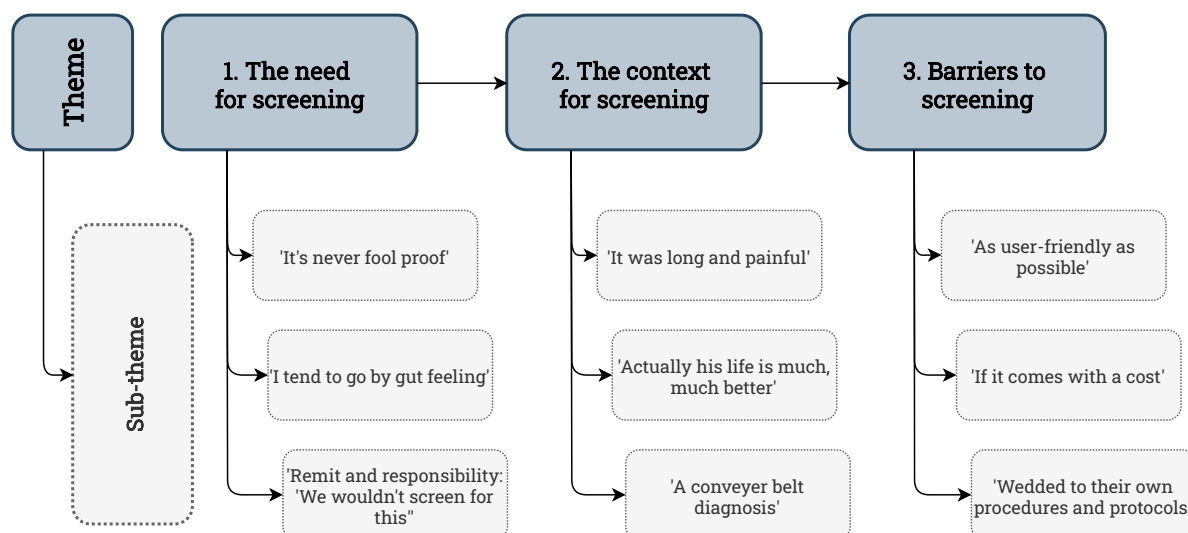 Theme
1. The need
for screening
2. The context
for screening
3. Barriers to
screening
Sub-theme
'It's never fool proof'
'I tend to go by gut feeling'
'Remit and responsibility:
'We wouldn't screen for
this"
'It was long and painful'
'Actually his life is much,
much better'
'A conveyer belt
diagnosis'
'As user-friendly as
possible'
'If it comes with a cost'
'Wedded to their own
procedures and protocols